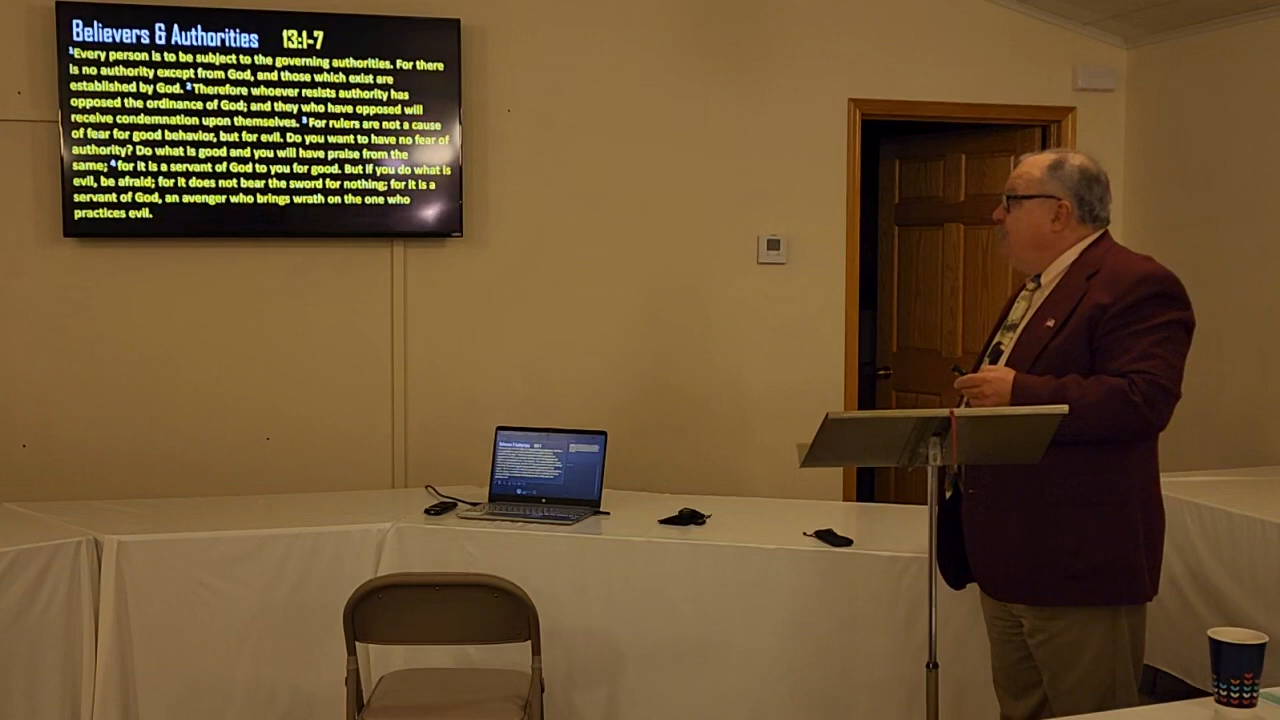 Believers & Authorities 13:1-7
¹Every person is to be subject to the governing authorities. For there
is no authority except from God, and those which exist are
established by God. ²Therefore whoever resists authority has
opposed the ordinance of God; and they who have opposed will
receive condemnation upon themselves. ³For rulers are not a cause
of fear for good behavior, but for evil. Do you want to have no fear of
authority? Do what is good and you will have praise from the
same; ⁴for it is a servant of God to you for good. But if you do what is
evil, be afraid; for it does not bear the sword for nothing; for it is a
servant of God, an avenger who brings wrath on the one who
practices evil.
Believers & Authorities